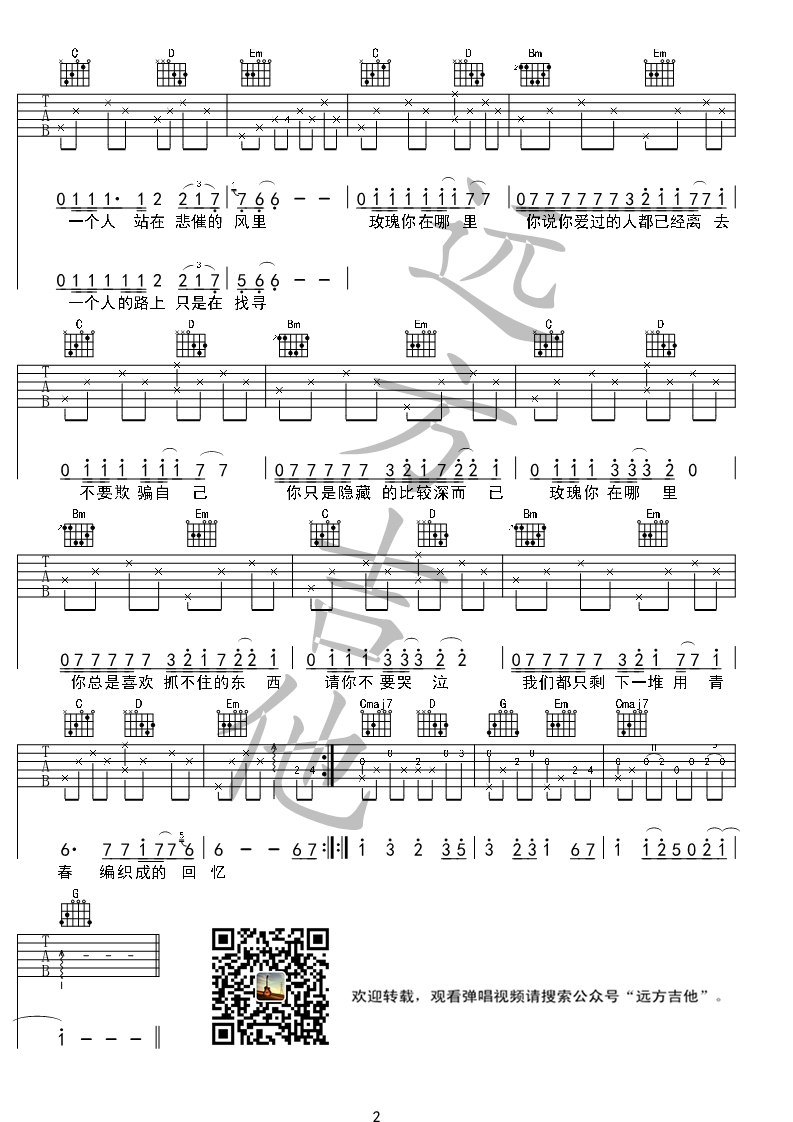 C D Em C D Bm Em
T A B
0 1 1 1· 1 2 2 1 7 7 6 6 - - 0 1 1 1 1 1 1 1 7 7 0 7 7 7 7 7 7 3 2 1 1 7 7 1
一个人 站在 悲催的 风里 玫瑰你在哪 里 你说你爱过的人都已经离 去
0 1 1 1 1 1 1 2 2 1 7 5 6 6 - -
一个人的路上 只是在 找寻
C D Bm Em C D
T A B
0 1 1 1 1 1 1 7 7 0 7 7 7 7 7 3 2 1 7 2 2 1 0 1 1 1 3 3 3 2 0
不要欺 骗自 己 你只是隐藏 的比较深而 己 玫瑰你 在哪 里
Bm Em C D Bm Em
T A B
0 7 7 7 7 7 3 2 1 7 2 2 1 0 1 1 1 3 3 3 2 2 0 7 7 7 7 7 3 2 1 7 7 1
你总是喜欢 抓不住的东 西 请你不 要哭 泣 我们都只剩 下一堆 用 青
C D Em Cmaj7 D G Em Cmaj7
T A B
6· 7 7 1 7 7 6 6 - - 6 7 1 3 2 3 5 3 2 3 1 6 7 1 1 2 5 0 2 1
春 编织成的 回 忆
G
T A B
1 - - -
欢迎转载，观看弹唱视频请搜索公众号“远方吉他”。
远方吉他
2